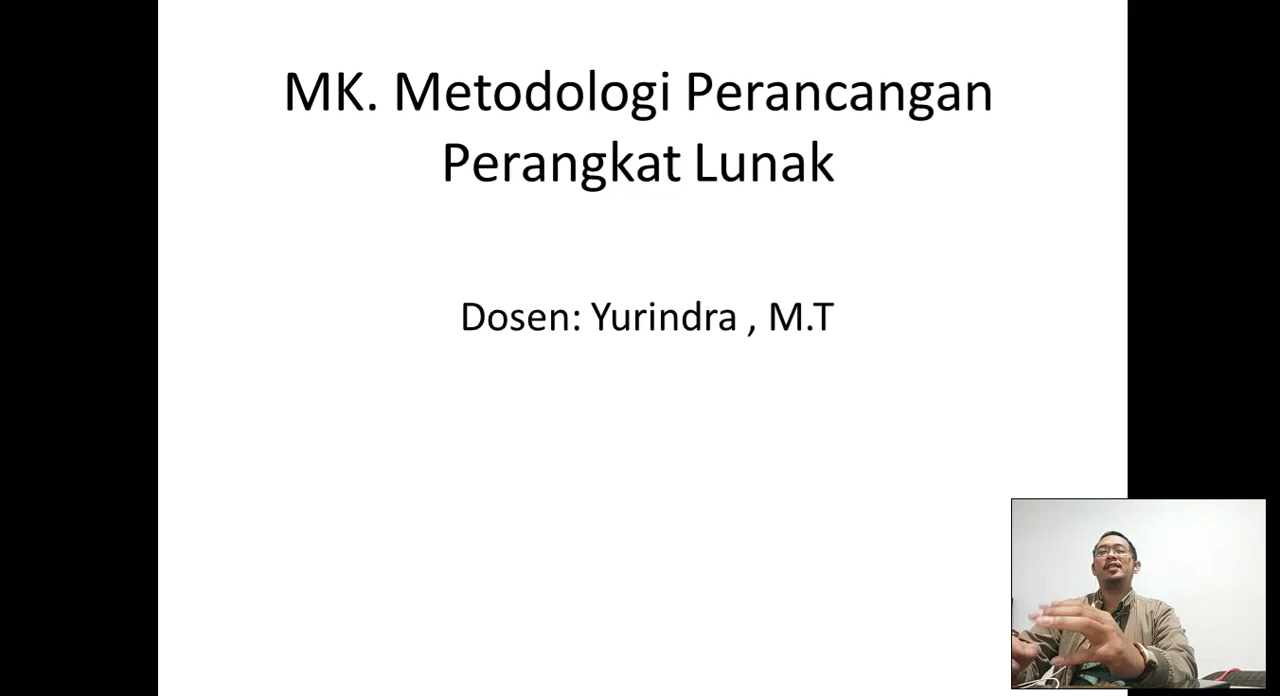 MK. Metodologi Perancangan
Perangkat Lunak
Dosen: Yurindra , M.T